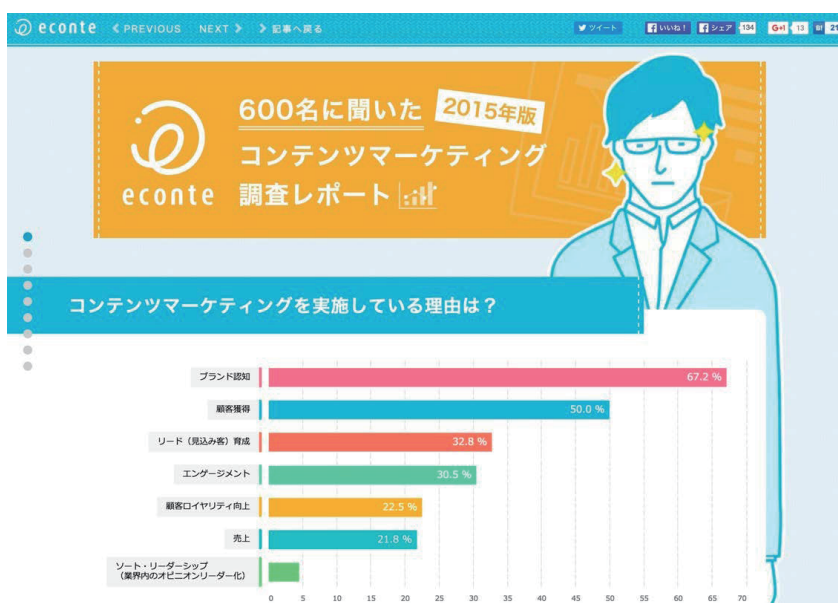 econte
PREVIOUS NEXT 記事へ戻る
ツイート いいね! シェア 134 G+1 13 B! 21
600名に聞いた 2015年版
コンテンツマーケティング
econte 調査レポート
コンテンツマーケティングを実施している理由は?
ブランド認知 67.2 %
顧客獲得 50.0 %
リード(見込み客)育成 32.8 %
エンゲージメント 30.5 %
顧客ロイヤリティ向上 22.5 %
売上 21.8 %
ソート・リーダーシップ
(業界内のオピニオンリーダー化)
0 5 10 15 20 25 30 35 40 45 50 55 60 65 70